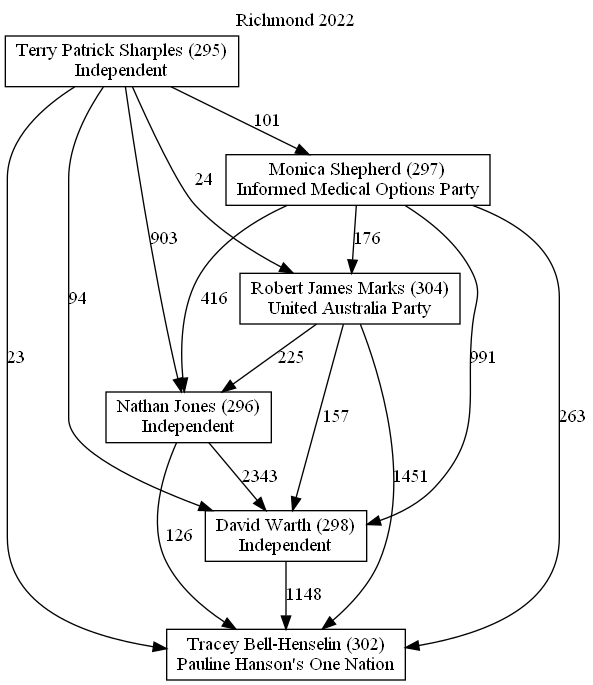 Richmond 2022
Terry Patrick Sharples (295)
Independent
101
Monica Shepherd (297)
Informed Medical Options Party
24
903
416
176
94
23
991
263
Robert James Marks (304)
United Australia Party
225
157
1451
Nathan Jones (296)
Independent
2343
126
David Warth (298)
Independent
1148
Tracey Bell-Henselin (302)
Pauline Hanson's One Nation